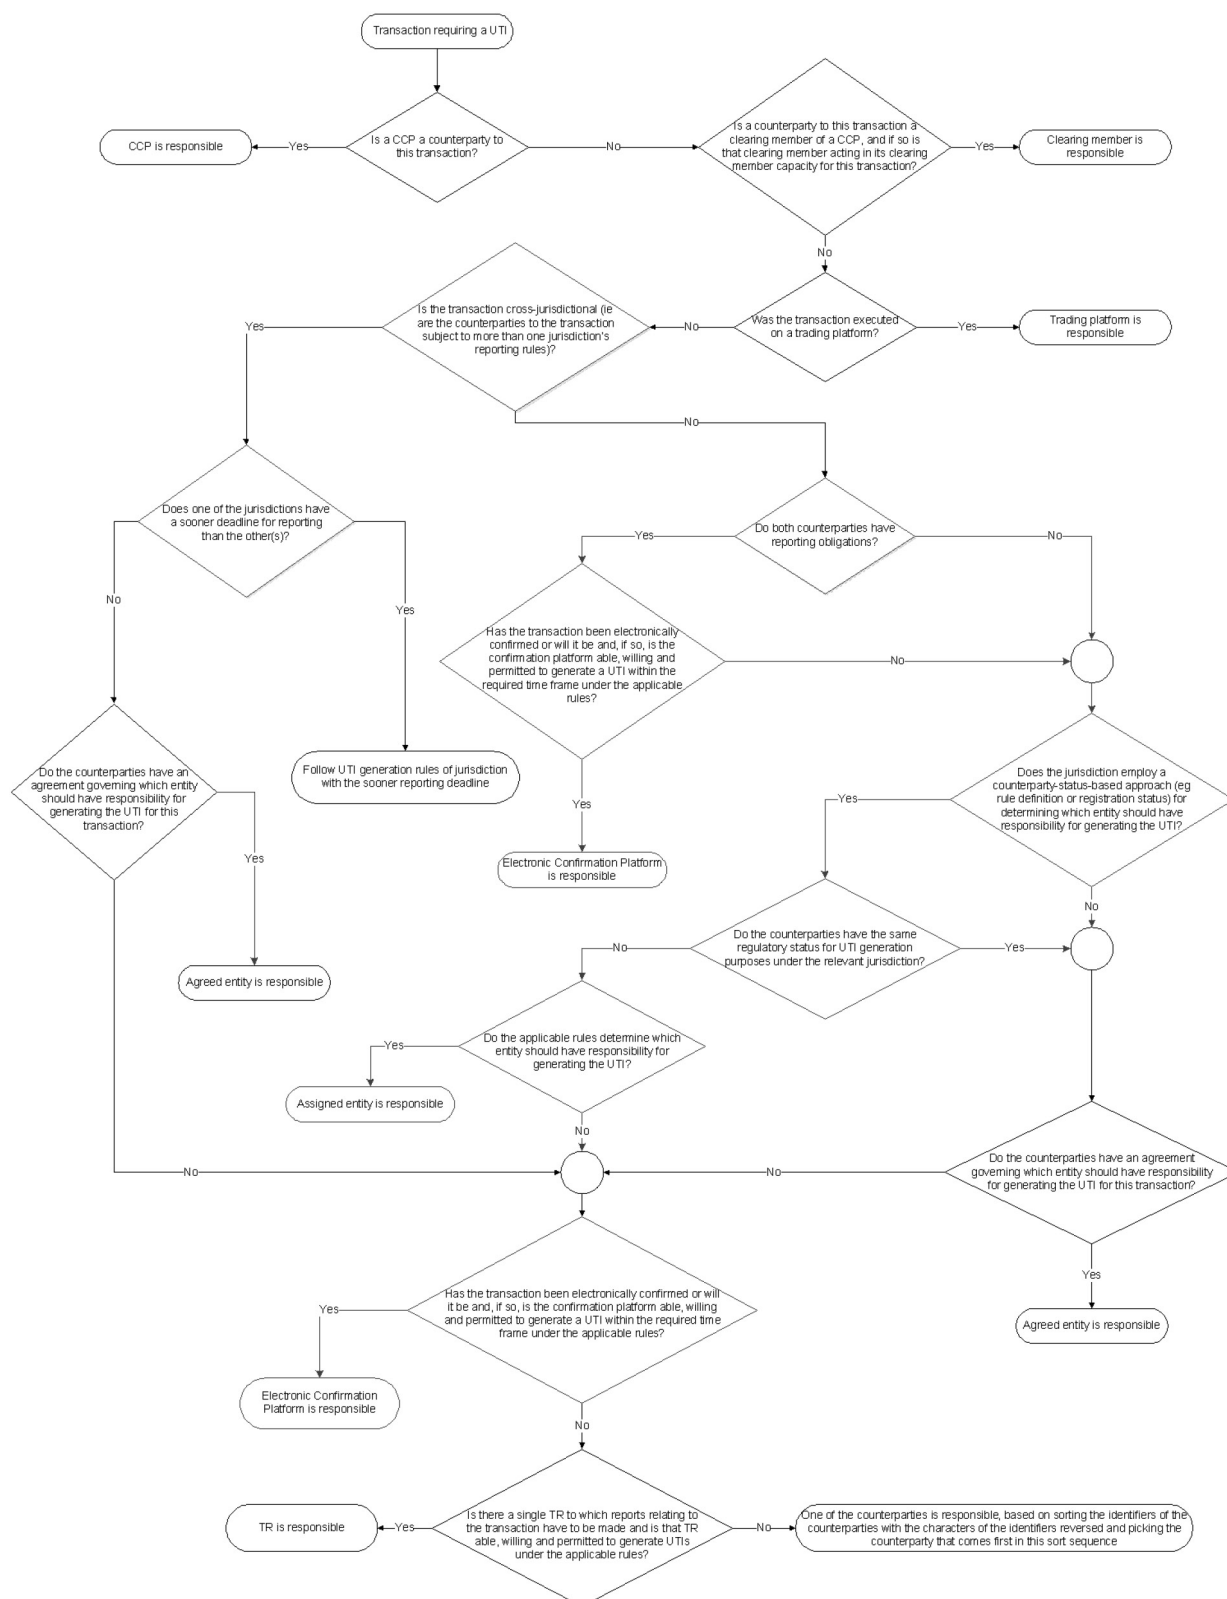 Transaction requiring a UTI
Is a CCP a counterparty to
this transaction?
Yes
CCP is responsible
No
Is a counterparty to this transaction a
clearing member of a CCP, and if so is
that clearing member acting in its clearing
member capacity for this transaction?
Yes
Clearing member is
responsible
No
Was the transaction executed
on a trading platform?
Yes
Trading platform is
responsible
No
Is the transaction cross-jurisdictional (ie
are the counterparties to the transaction
subject to more than one jurisdiction's
reporting rules)?
Yes
No
Does one of the jurisdictions have
a sooner deadline for reporting
than the other(s)?
No
Yes
Do both counterparties have
reporting obligations?
Yes
No
Has the transaction been electronically
confirmed or will it be and, if so, is
the confirmation platform able, willing and
permitted to generate a UTI within the
required time frame under the applicable
rules?
No
Yes
Do the counterparties have an
agreement governing which entity
should have responsibility for
generating the UTI for this
transaction?
Yes
Follow UTI generation rules of jurisdiction
with the sooner reporting deadline
Does the jurisdiction employ a
counterparty-status-based approach (eg
rule definition or registration status) for
determining which entity should have
responsibility for generating the UTI?
Yes
No
Electronic Confirmation Platform
is responsible
Agreed entity is responsible
Do the counterparties have the same
regulatory status for UTI generation
purposes under the relevant jurisdiction?
No
Yes
Do the applicable rules determine which
entity should have responsibility for
generating the UTI?
Yes
Assigned entity is responsible
No
No
Do the counterparties have an agreement
governing which entity should have responsibility
for generating the UTI for this transaction?
No
Yes
Agreed entity is responsible
Has the transaction been electronically confirmed or will
it be and, if so, is the confirmation platform able, willing
and permitted to generate a UTI within the required time
frame under the applicable rules?
Yes
Electronic Confirmation
Platform is responsible
No
Is there a single TR to which reports relating to
the transaction have to be made and is that TR
able, willing and permitted to generate UTIs
under the applicable rules?
Yes
TR is responsible
No
One of the counterparties is responsible, based on sorting the identifiers of the
counterparties with the characters of the identifiers reversed and picking the
counterparty that comes first in this sort sequence